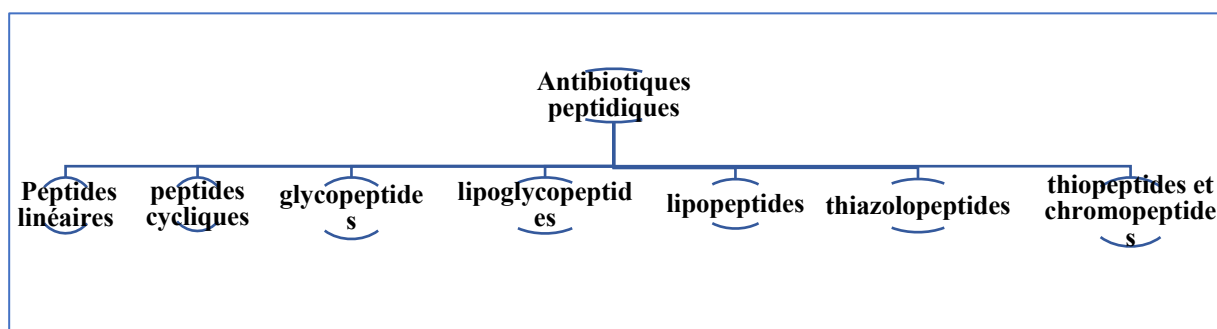 Antibiotiques
peptidiques
Peptides
linéaires
peptides
cycliques
glycopeptide
s
lipoglycopeptid
es
lipopeptides
thiazolopeptides
thiopeptides et
chromopeptide
s